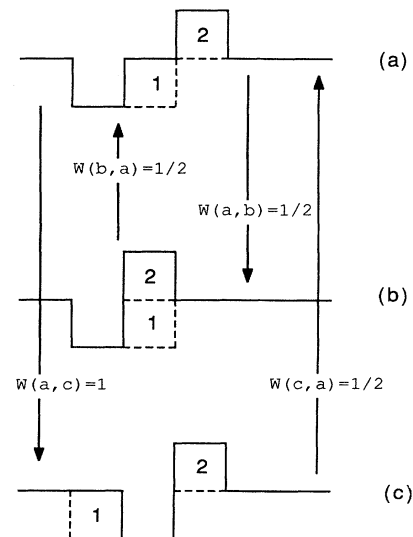 2
(a)
1
W(b,a)=1/2
W(a,b)=1/2
2
(b)
1
W(a,c)=1
W(c,a)=1/2
2
(c)
1